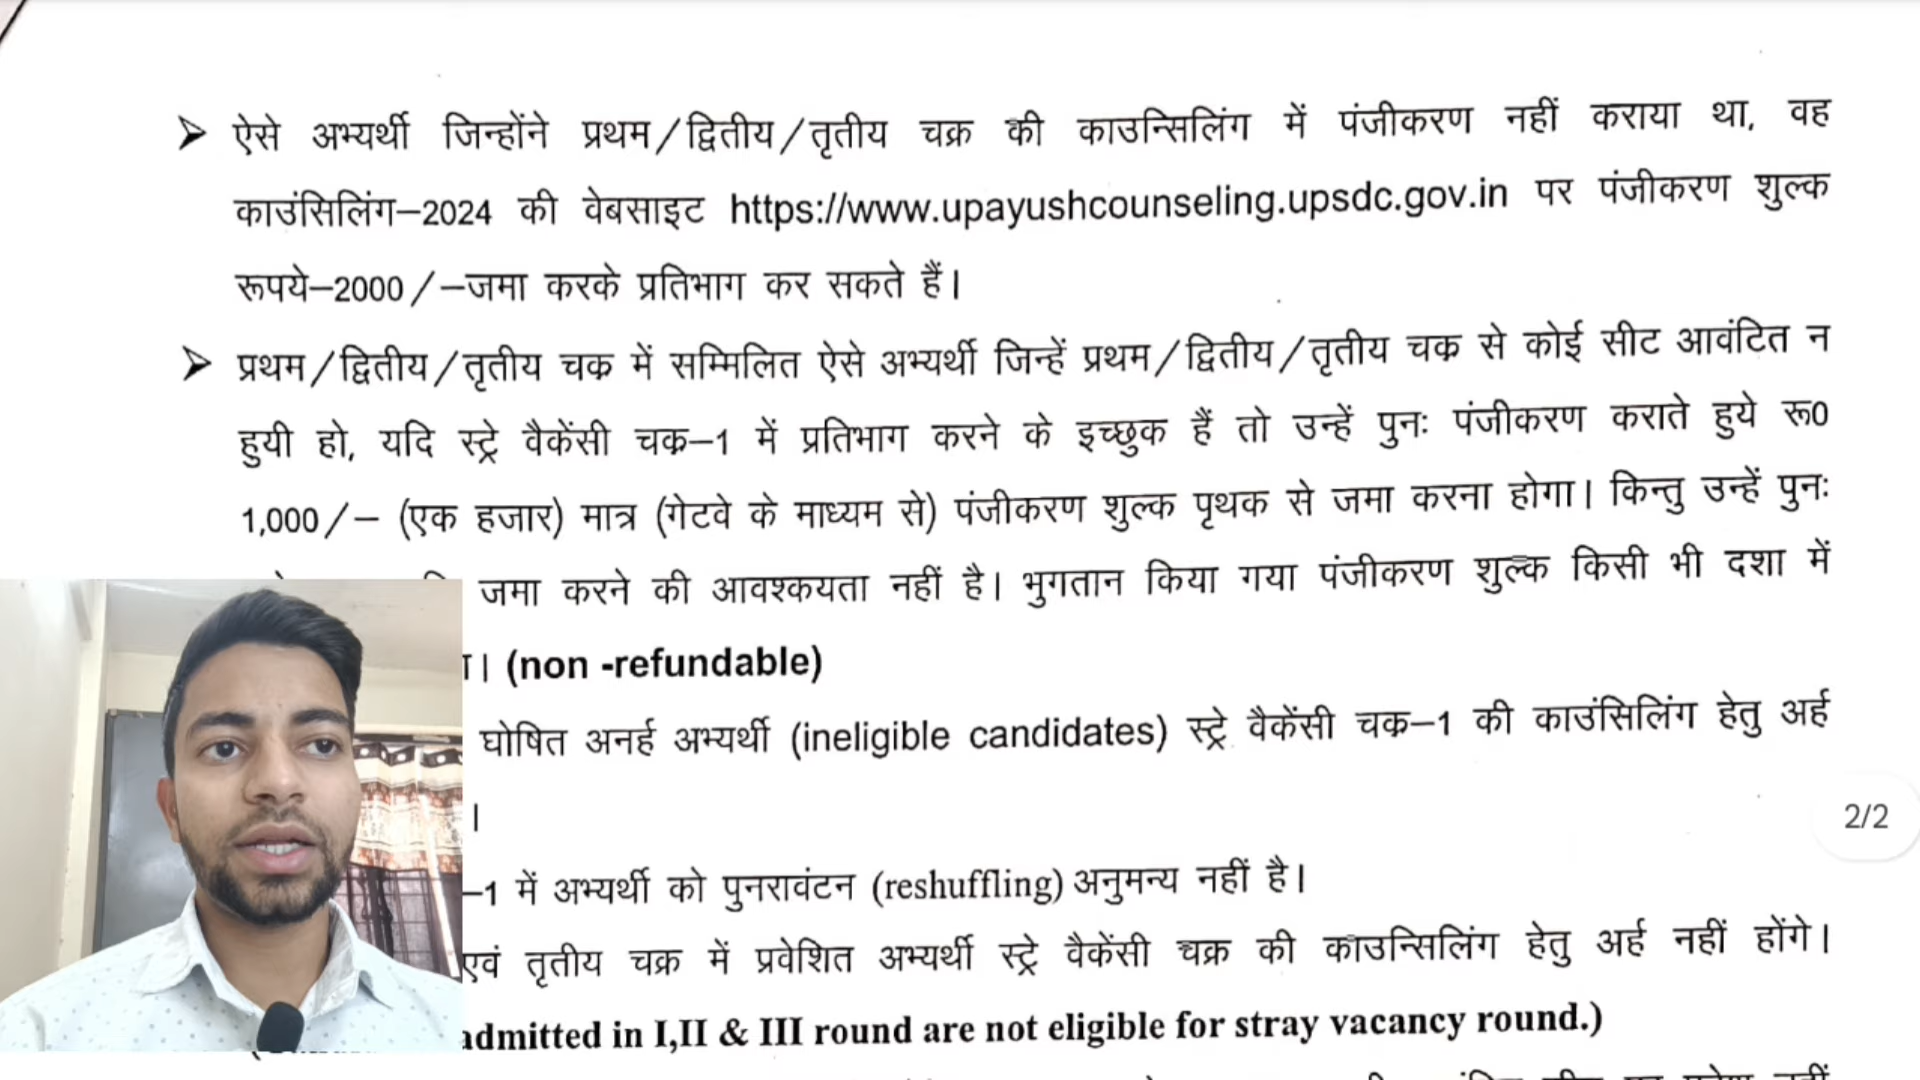 ➤ ऐसे अभ्यर्थी जिन्होंने प्रथम/द्वितीय/तृतीय चक्र की काउन्सिलिंग में पंजीकरण नहीं कराया था, वह
काउंसिलिंग–2024 की वेबसाइट https://www.upayushcounseling.upsdc.gov.in पर पंजीकरण शुल्क
रूपये–2000/–जमा करके प्रतिभाग कर सकते हैं।
➤ प्रथम/द्वितीय/तृतीय चक्र में सम्मिलित ऐसे अभ्यर्थी जिन्हें प्रथम/द्वितीय/तृतीय चक्र से कोई सीट आवंटित न
हुयी हो, यदि स्ट्रे वैकेंसी चक्र–1 में प्रतिभाग करने के इच्छुक हैं तो उन्हें पुनः पंजीकरण कराते हुये रू0
1,000/– (एक हजार) मात्र (गेटवे के माध्यम से) पंजीकरण शुल्क पृथक से जमा करना होगा। किन्तु उन्हें पुनः
जमा करने की आवश्कयता नहीं है। भुगतान किया गया पंजीकरण शुल्क किसी भी दशा में
। (non -refundable)
घोषित अनर्ह अभ्यर्थी (ineligible candidates) स्ट्रे वैकेंसी चक्र–1 की काउंसिलिंग हेतु अर्ह
।
2/2
–1 में अभ्यर्थी को पुनरावंटन (reshuffling) अनुमन्य नहीं है।
एवं तृतीय चक्र में प्रवेशित अभ्यर्थी स्ट्रे वैकेंसी चक्र की काउन्सिलिंग हेतु अर्ह नहीं होंगे।
admitted in I,II & III round are not eligible for stray vacancy round.)